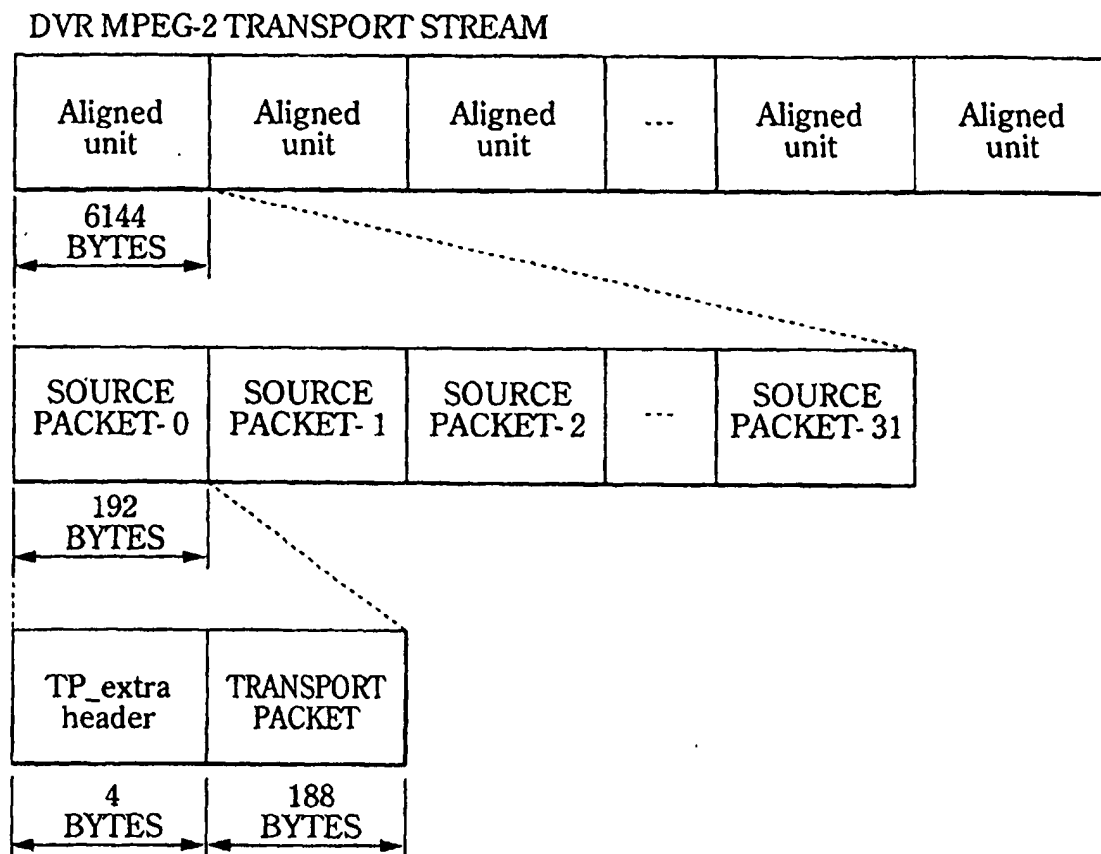 DVR MPEG-2 TRANSPORT STREAM
Aligned unit
Aligned unit
Aligned unit
---
Aligned unit
Aligned unit
6144 BYTES
SOURCE PACKET- 0
SOURCE PACKET- 1
SOURCE PACKET- 2
---
SOURCE PACKET- 31
192 BYTES
TP_extra header
TRANSPORT PACKET
4 BYTES
188 BYTES